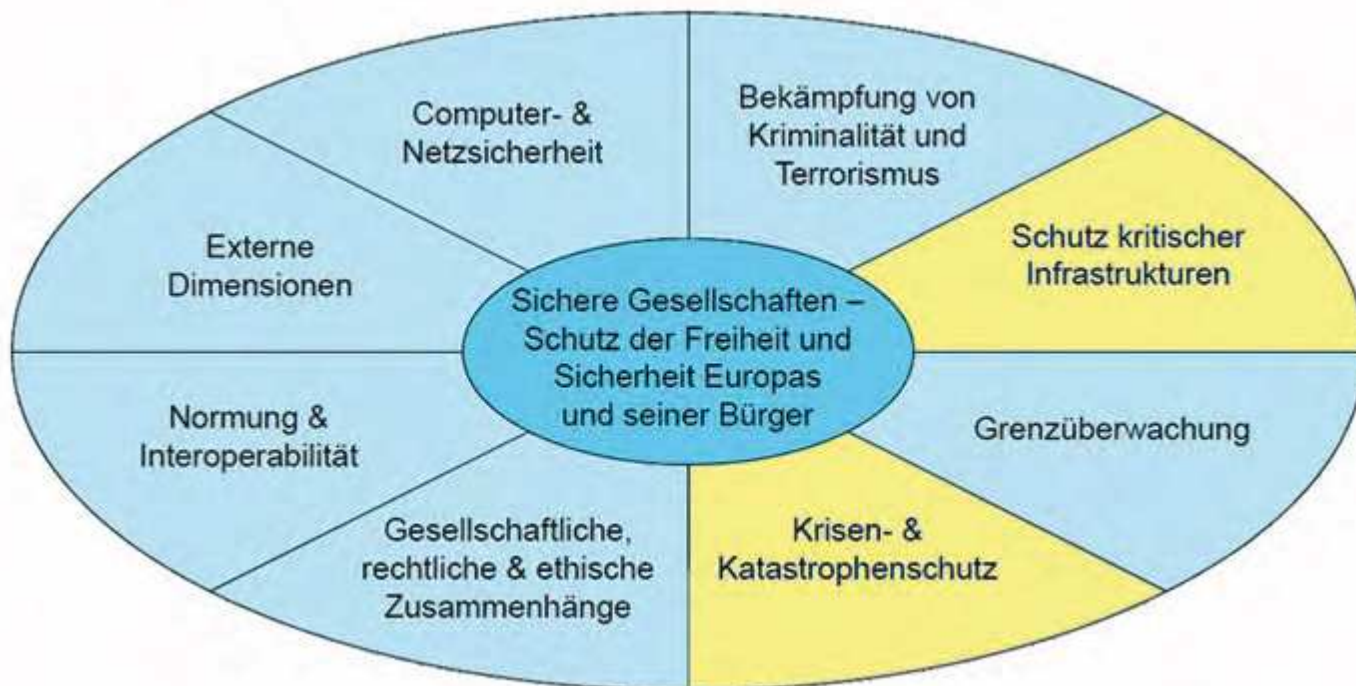 Computer- &
Netzsicherheit
Bekämpfung von
Kriminalität und
Terrorismus
Schutz kritischer
Infrastrukturen
Grenzüberwachung
Krisen- &
Katastrophenschutz
Gesellschaftliche,
rechtliche & ethische
Zusammenhänge
Normung &
Interoperabilität
Externe
Dimensionen
Sichere Gesellschaften –
Schutz der Freiheit und
Sicherheit Europas
und seiner Bürger